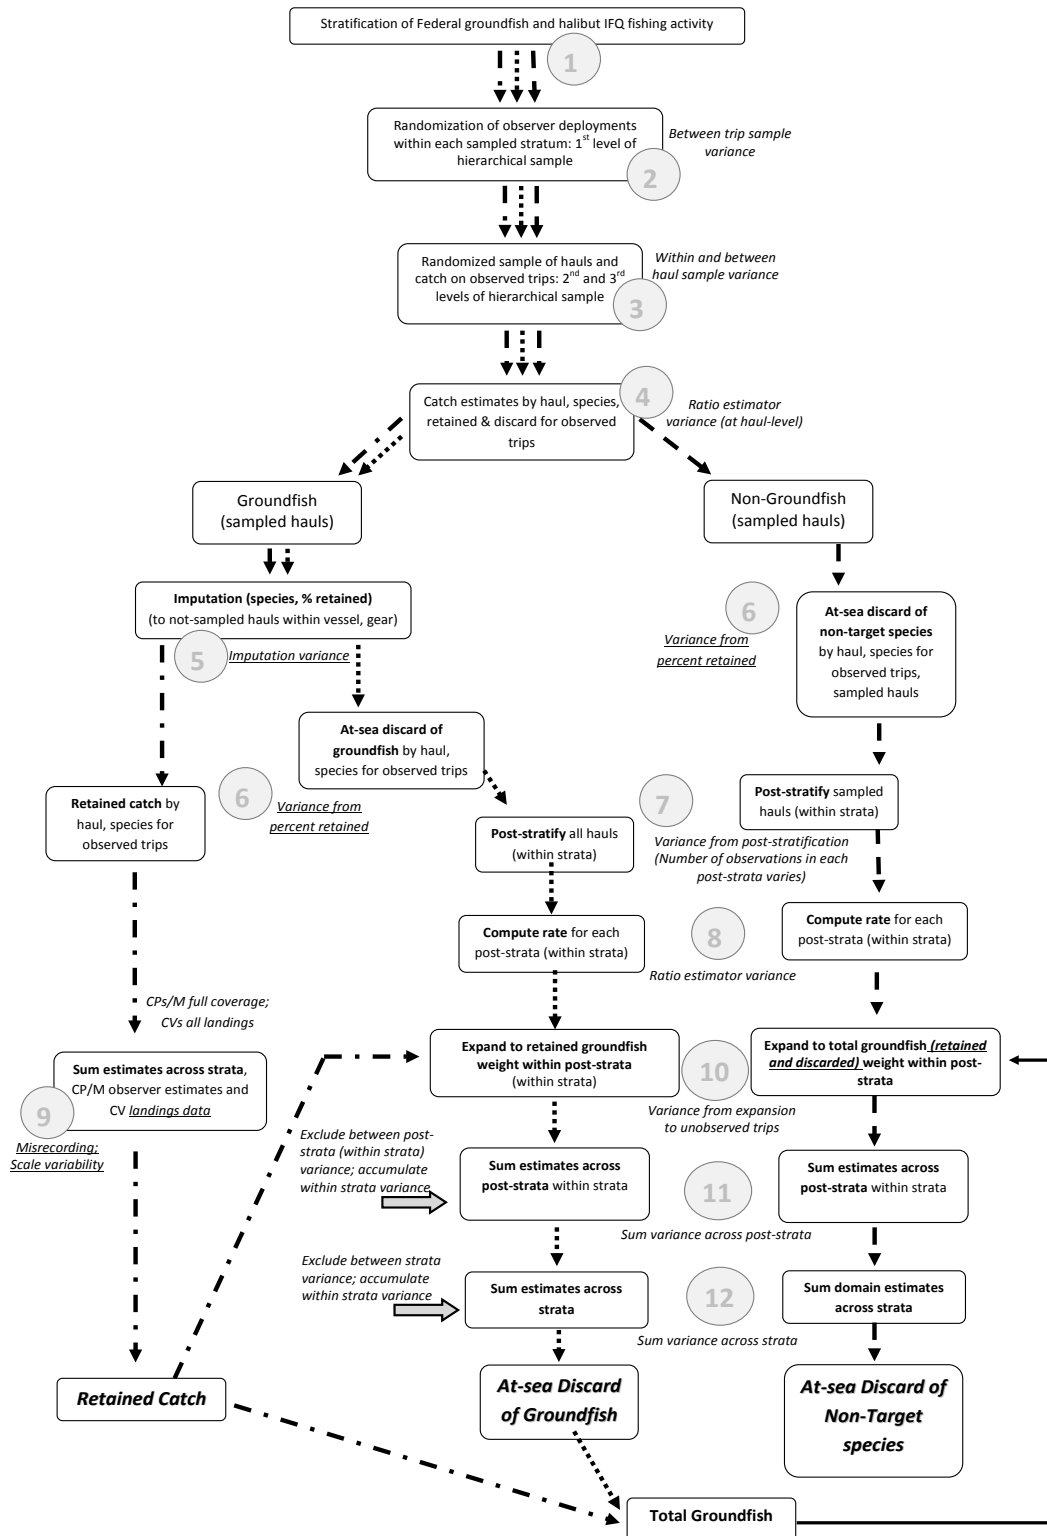 Stratification of Federal groundfish and halibut IFQ fishing activity
1
Randomization of observer deployments
within each sampled stratum: 1st level of
hierarchical sample
Between trip sample
variance
2
Randomized sample of hauls and
catch on observed trips: 2nd and 3rd
levels of hierarchical sample
Within and between
haul sample variance
3
Catch estimates by haul, species,
retained & discard for observed
trips
4
Ratio estimator
variance (at haul-level)
Groundfish
(sampled hauls)
Non-Groundfish
(sampled hauls)
Imputation (species, % retained)
(to not-sampled hauls within vessel, gear)
5
Imputation variance
6
Variance from
percent retained
At-sea discard of
non-target species
by haul, species for
observed trips,
sampled hauls
At-sea discard of
groundfish by haul,
species for observed trips
Retained catch by
haul, species for
observed trips
6
Variance from
percent retained
Post-stratify all hauls
(within strata)
7
Variance from post-stratification
(Number of observations in each
post-strata varies)
Post-stratify sampled
hauls (within strata)
Compute rate for each
post-strata (within strata)
8
Ratio estimator variance
Compute rate for each
post-strata (within strata)
CPs/M full coverage;
CVs all landings
Sum estimates across strata,
CP/M observer estimates and
CV landings data
9
Misrecording;
Scale variability
Expand to retained groundfish
weight within post-strata
(within strata)
10
Variance from expansion
to unobserved trips
Expand to total groundfish (retained
and discarded) weight within post-
strata
Exclude between post-
strata (within strata)
variance; accumulate
within strata variance
Sum estimates across
post-strata within strata
11
Sum variance across post-strata
Sum estimates across
post-strata within strata
Exclude between strata
variance; accumulate
within strata variance
Sum estimates across
strata
12
Sum variance across strata
Sum domain estimates
across strata
Retained Catch
At-sea Discard
of Groundfish
At-sea Discard of
Non-Target
species
Total Groundfish